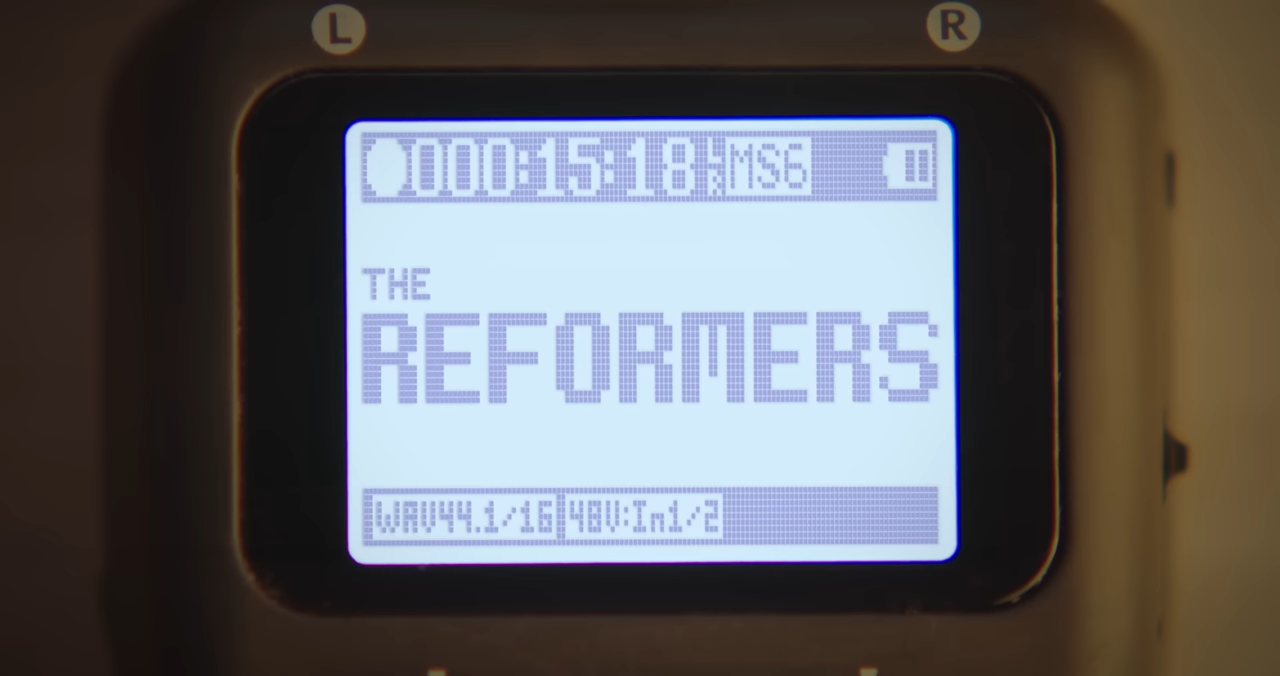 L R
000:15:18 MS6
THE
REFORMERS
WAV44.1/16 48V:In1/2